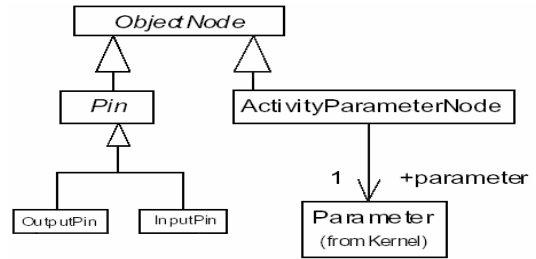 ObjectNode
Pin
ActivityParameterNode
1 +parameter
OutputPin
InputPin
Parameter
(from Kernel)